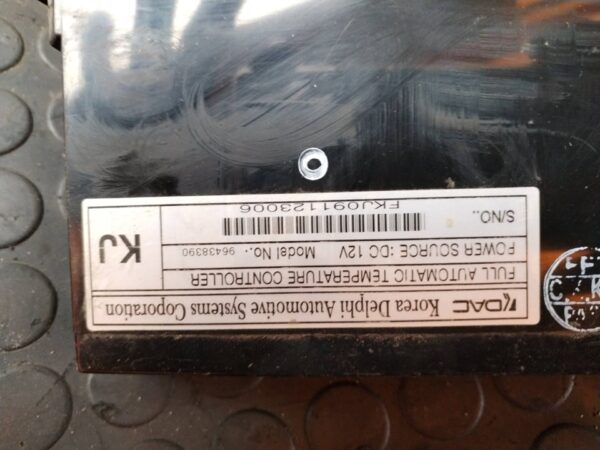 KDAC Korea Delphi Automotive Systems Coporation
FULL AUTOMATIC TEMPERATURE CONTROLLER
POWER SOURCE :DC 12V Model No,. 96438390
KJ
S/NO..
FKJ091123006